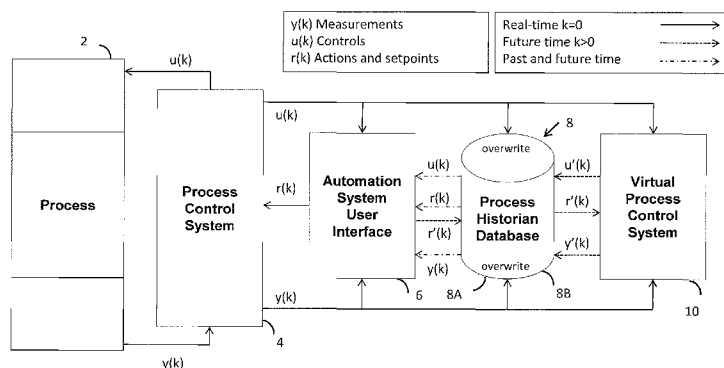 y(k) Measurements
u(k) Controls
r(k) Actions and setpoints
Real-time k=0
Future time k>0
Past and future time
2
u(k)
u(k)
8
overwrite
Process
Process
Control
System
r(k)
Automation
System
User
Interface
u(k)
r(k)
r'(k)
y(k)
Process
Historian
Database
u'(k)
r'(k)
y'(k)
Virtual
Process
Control
System
overwrite
y(k)
4
6
8A
8B
10
y(k)